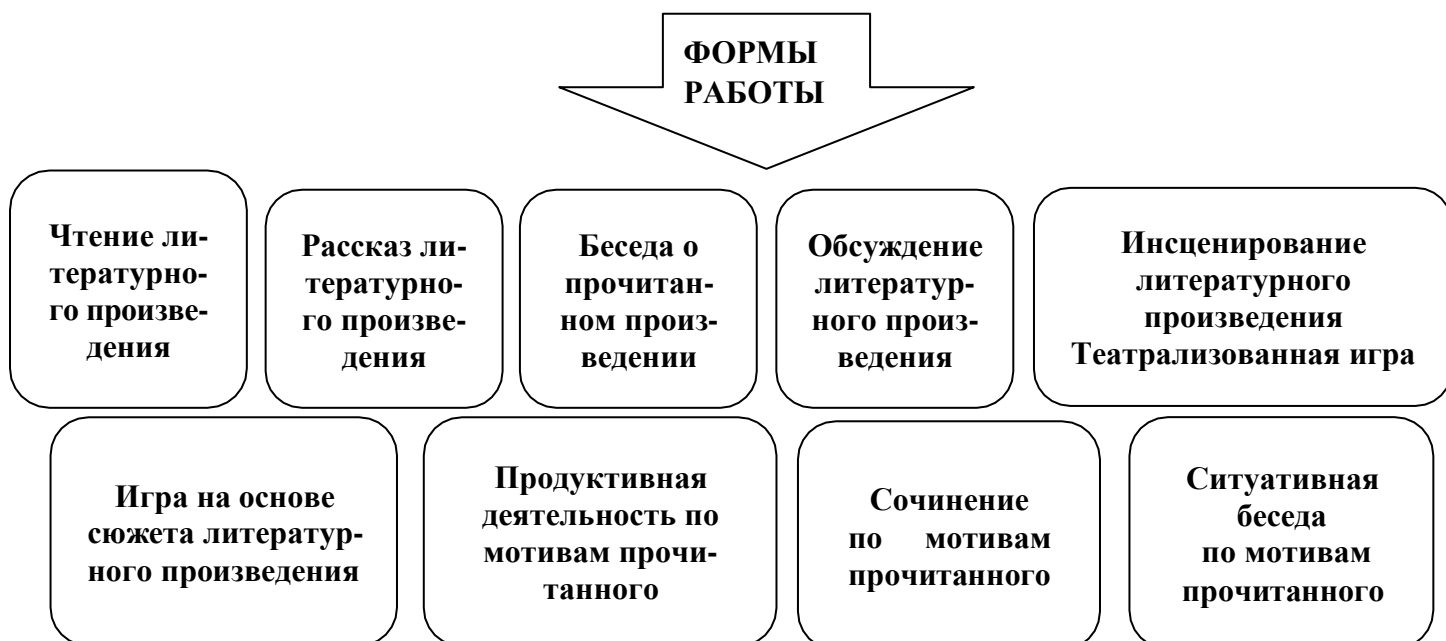 ФОРМЫ
РАБОТЫ
Чтение ли-
тературно-
го произве-
дения
Рассказ ли-
тературно-
го произве-
дения
Беседа о
прочитан-
ном произ-
ведении
Обсуждение
литератур-
ного произ-
ведения
Инсценирование
литературного
произведения
Театрализованная игра
Игра на основе
сюжета литератур-
ного произведения
Продуктивная
деятельность по
мотивам прочи-
танного
Сочинение
по мотивам
прочитанного
Ситуативная
беседа
по мотивам
прочитанного